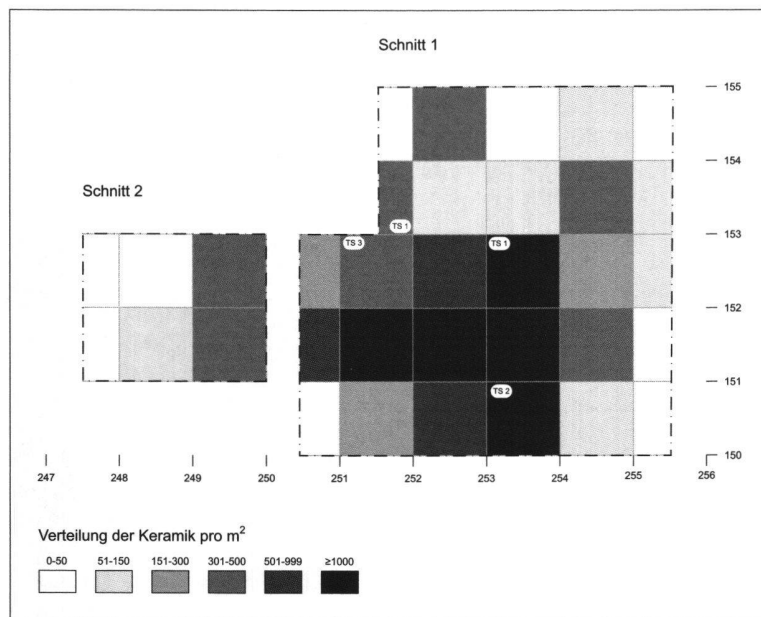 Schnitt 1
155
154
Schnitt 2
TS 1
153
TS 3 TS 1
152
151
TS 2
150
247 248 249 250 251 252 253 254 255 256
Verteilung der Keramik pro m²
0-50 51-150 151-300 301-500 501-999 ≥1000